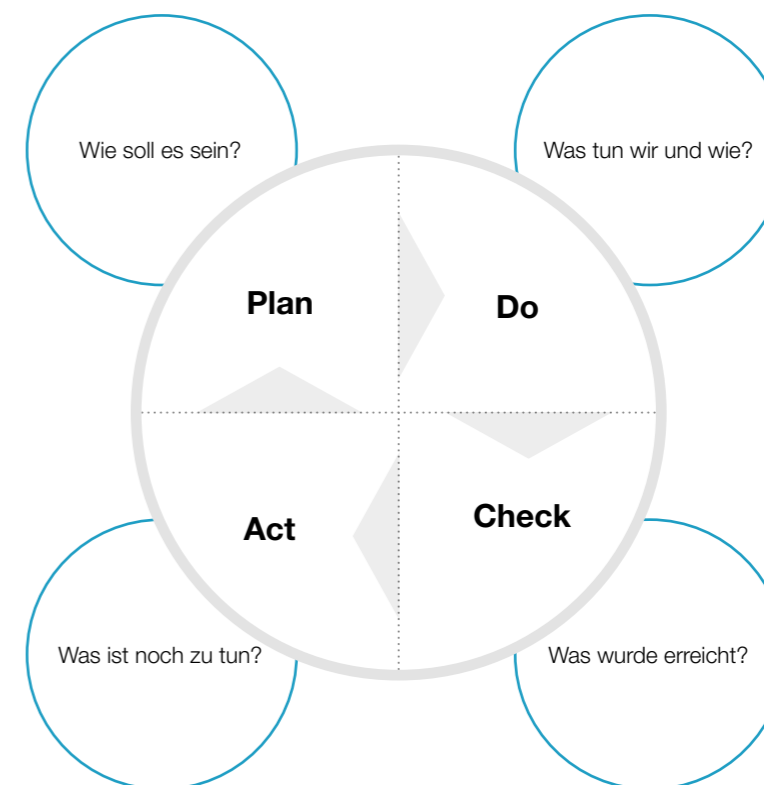 Wie soll es sein?
Was tun wir und wie?
Plan
Do
Act
Check
Was ist noch zu tun?
Was wurde erreicht?